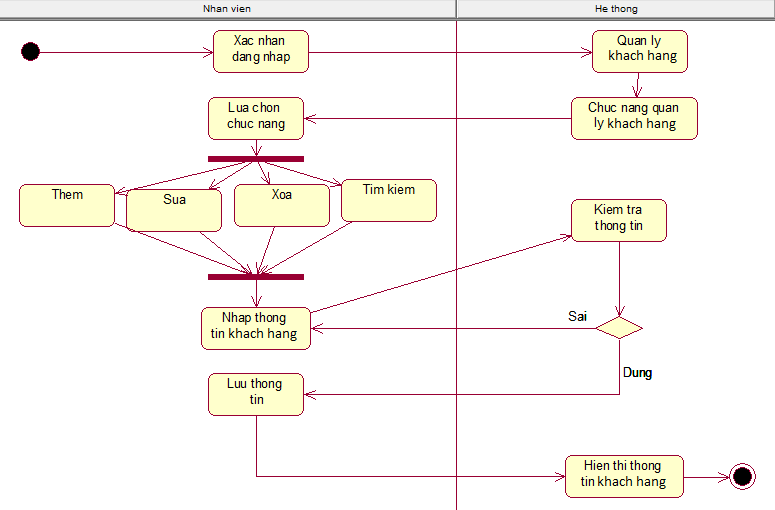 Nhan vien
He thong
Xac nhan
dang nhap
Quan ly
khach hang
Lua chon
chuc nang
Chuc nang quan
ly khach hang
Them
Sua
Xoa
Tim kiem
Kiem tra
thong tin
Nhap thong
tin khach hang
Sai
Dung
Luu thong
tin
Hien thi thong
tin khach hang